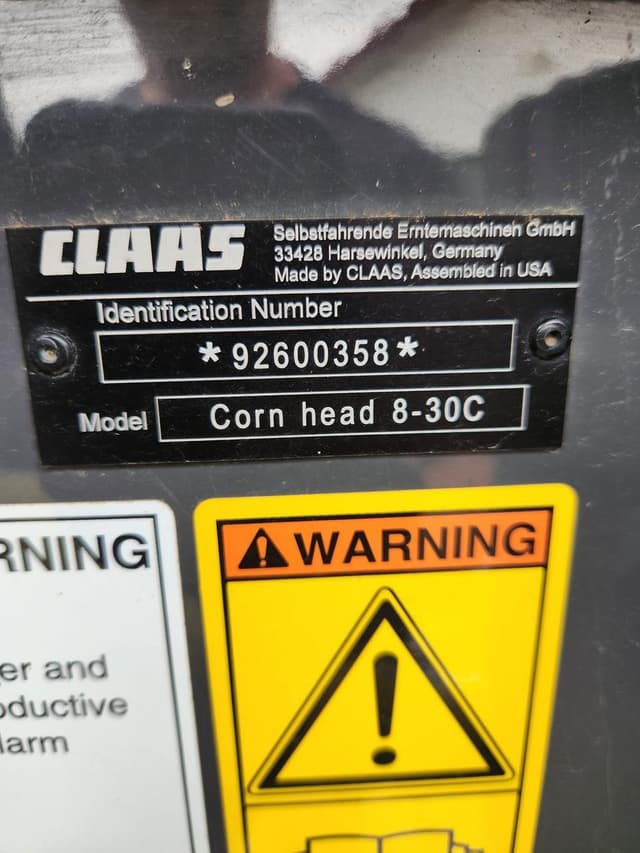 CLAAS
Selbstfahrende Erntemaschinen GmbH
33428 Harsewinkel, Germany
Made by CLAAS, Assembled in USA
Identification Number
*92600358*
Model Corn head 8-30C
RNING
er and
oductive
larm
WARNING